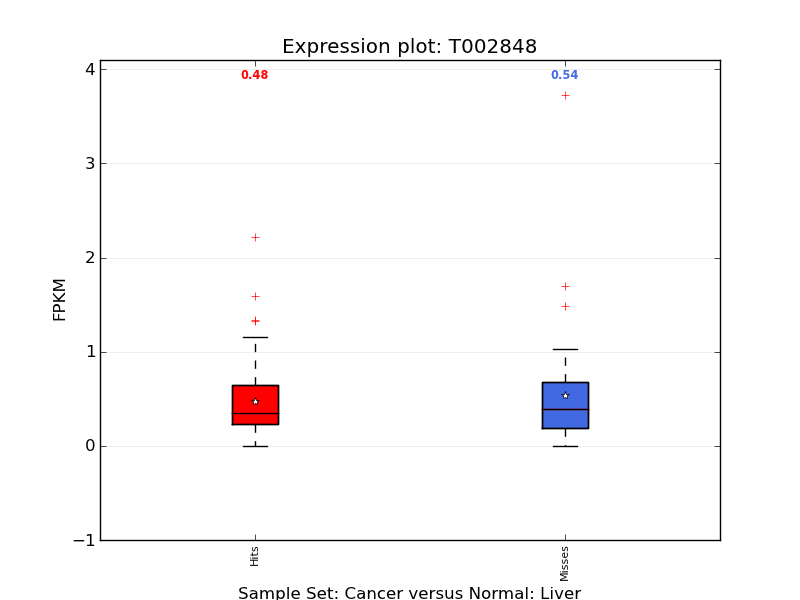 Expression plot: T002848
0.48
0.54
4
3
2
1
0
−1
FPKM
Hits
Misses
Sample Set: Cancer versus Normal: Liver